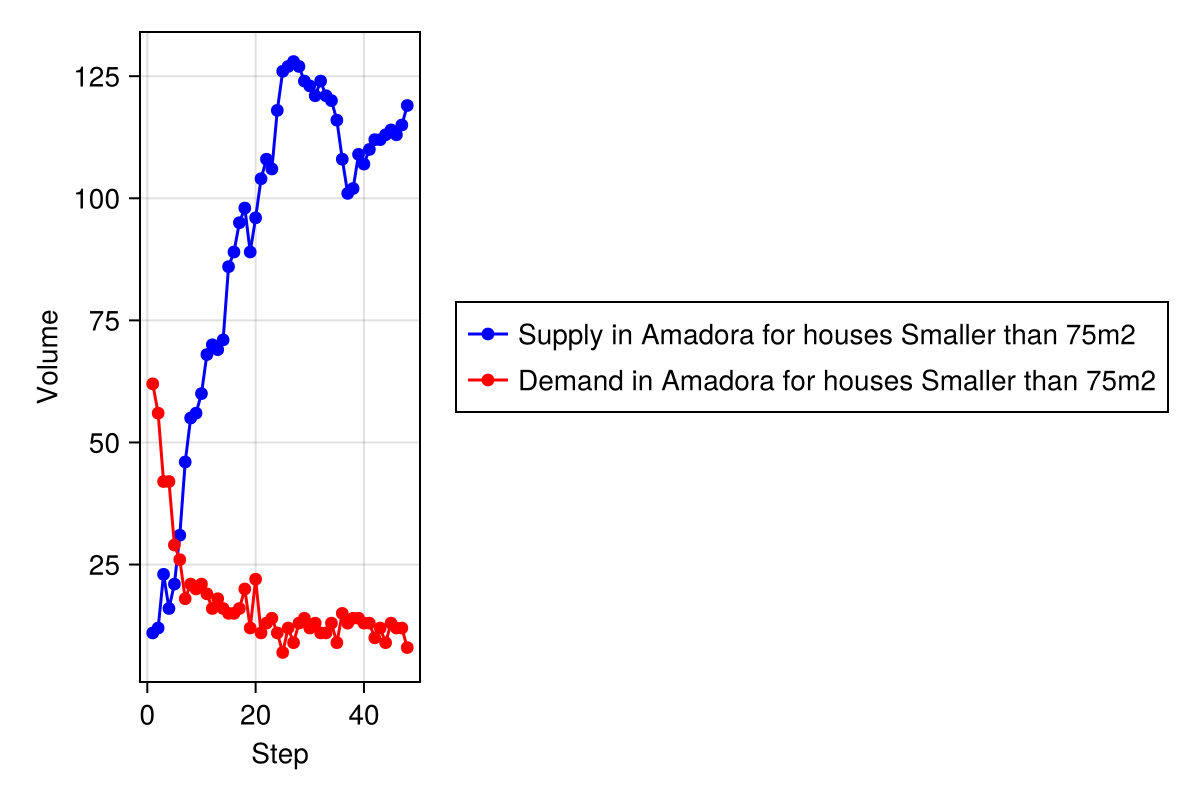 125
100
75
50
25
Volume
0 20 40
Step
Supply in Amadora for houses Smaller than 75m2
Demand in Amadora for houses Smaller than 75m2